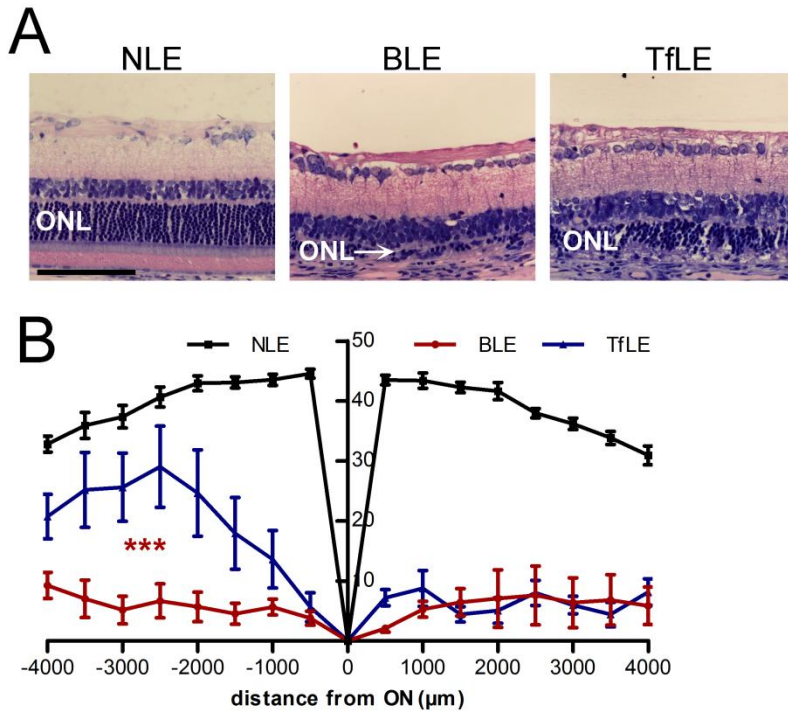 A
NLE BLE TfLE
ONL ONL ONL
B
NLE BLE TfLE
50
40
30
20
10
***
-4000 -3000 -2000 -1000 0 1000 2000 3000 4000
distance from ON (µm)